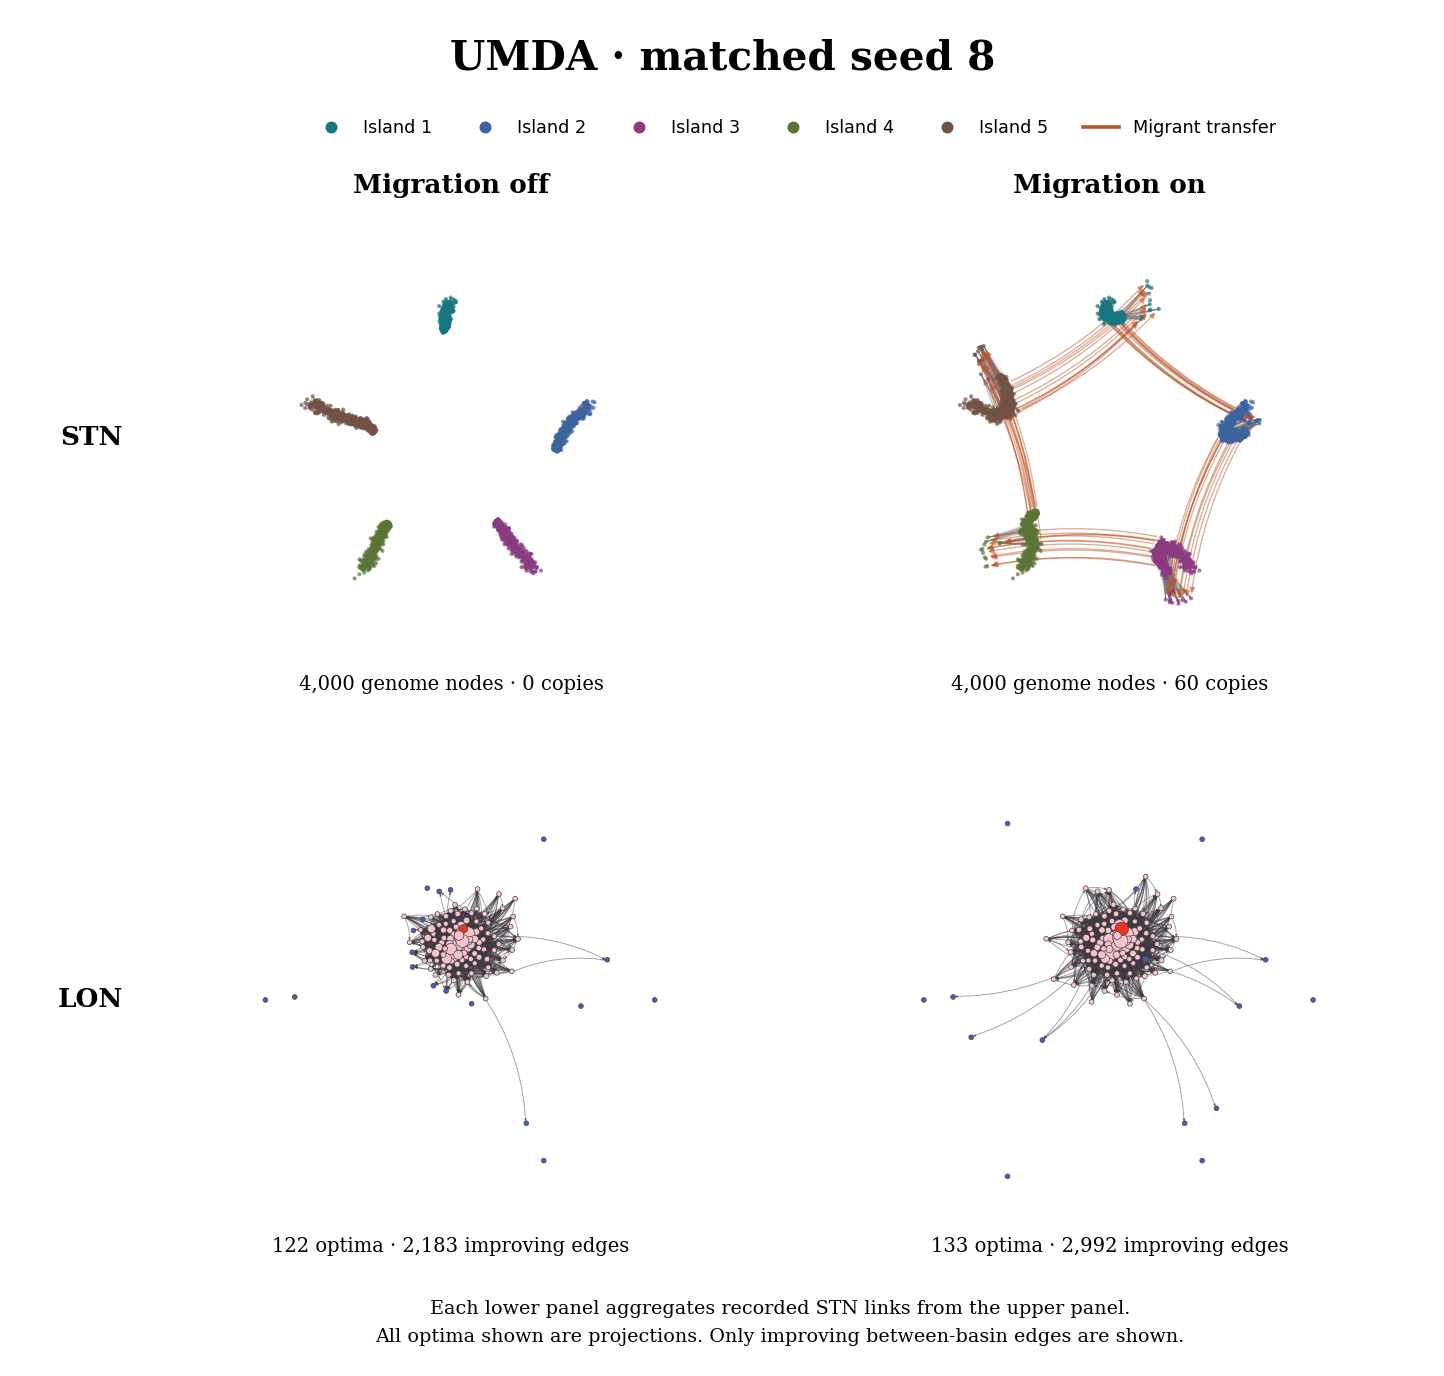 UMDA · matched seed 8
Island 1
Island 2
Island 3
Island 4
Island 5
Migrant transfer
Migration off
Migration on
STN
4,000 genome nodes · 0 copies
4,000 genome nodes · 60 copies
LON
122 optima · 2,183 improving edges
133 optima · 2,992 improving edges
Each lower panel aggregates recorded STN links from the upper panel.
All optima shown are projections. Only improving between-basin edges are shown.